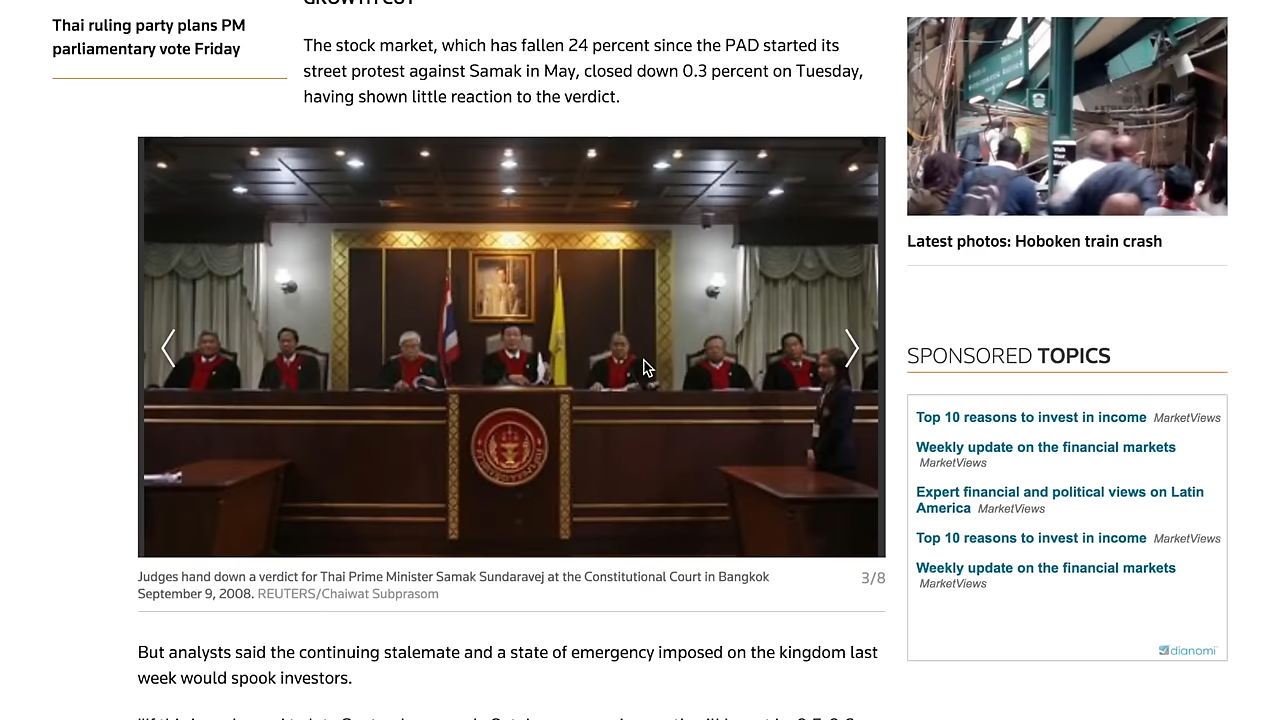 Thai ruling party plans PM
parliamentary vote Friday
The stock market, which has fallen 24 percent since the PAD started its
street protest against Samak in May, closed down 0.3 percent on Tuesday,
having shown little reaction to the verdict.
Judges hand down a verdict for Thai Prime Minister Samak Sundaravej at the Constitutional Court in Bangkok
September 9, 2008. REUTERS/Chaiwat Subprasom
3/8
But analysts said the continuing stalemate and a state of emergency imposed on the kingdom last
week would spook investors.
Latest photos: Hoboken train crash
SPONSORED TOPICS
Top 10 reasons to invest in income MarketViews
Weekly update on the financial markets
MarketViews
Expert financial and political views on Latin
America MarketViews
Top 10 reasons to invest in income MarketViews
Weekly update on the financial markets
MarketViews
dianomi